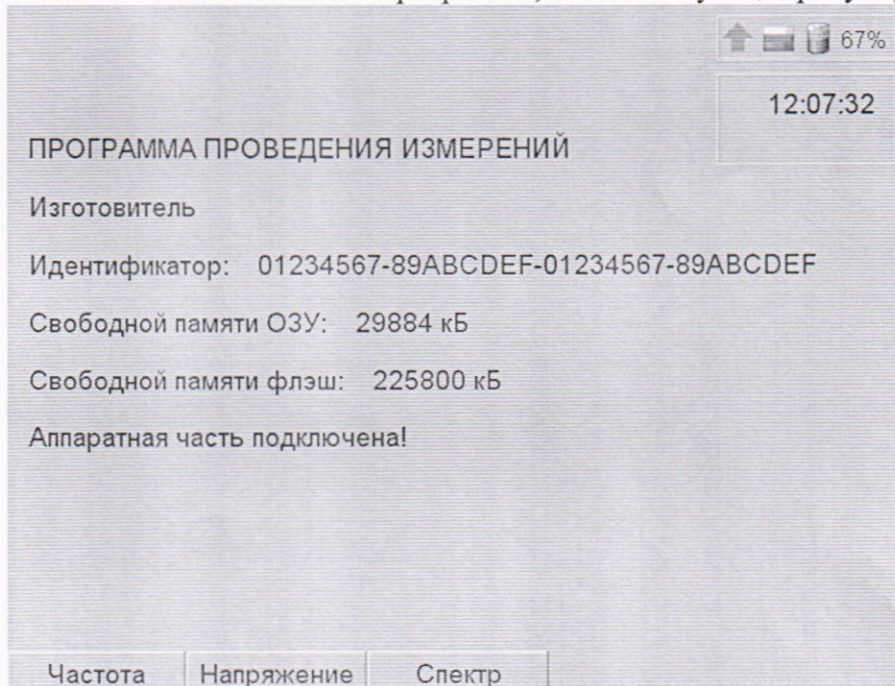 67%
12:07:32
ПРОГРАММА ПРОВЕДЕНИЯ ИЗМЕРЕНИЙ
Изготовитель
Идентификатор: 01234567-89ABCDEF-01234567-89ABCDEF
Свободной памяти ОЗУ: 29884 кБ
Свободной памяти флэш: 225800 кБ
Аппаратная часть подключена!
Частота Напряжение Спектр